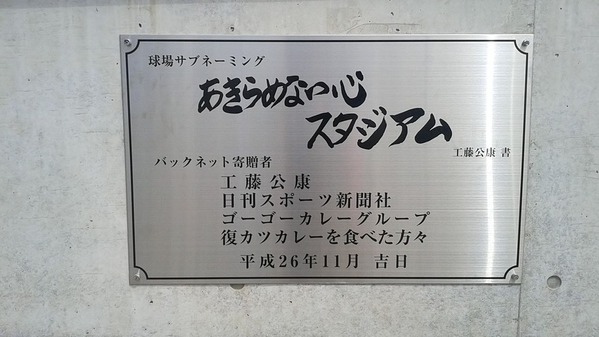 球場サブネーミング
あきらめない心
スタジアム
工藤公康 書
バックネット寄贈者
工藤公康
日刊スポーツ新聞社
ゴーゴーカレーグループ
復カツカレーを食べた方々
平成26年11月 吉日